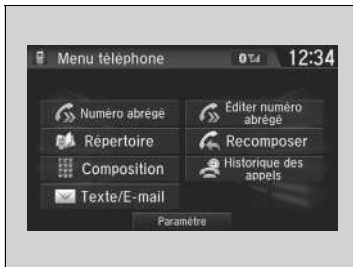 Menu téléphone
12:34
Numéro abrégé
Éditer numéro
abrégé
Répertoire
Recomposer
Composition
Historique des
appels
Texte/E-mail
Paramètre